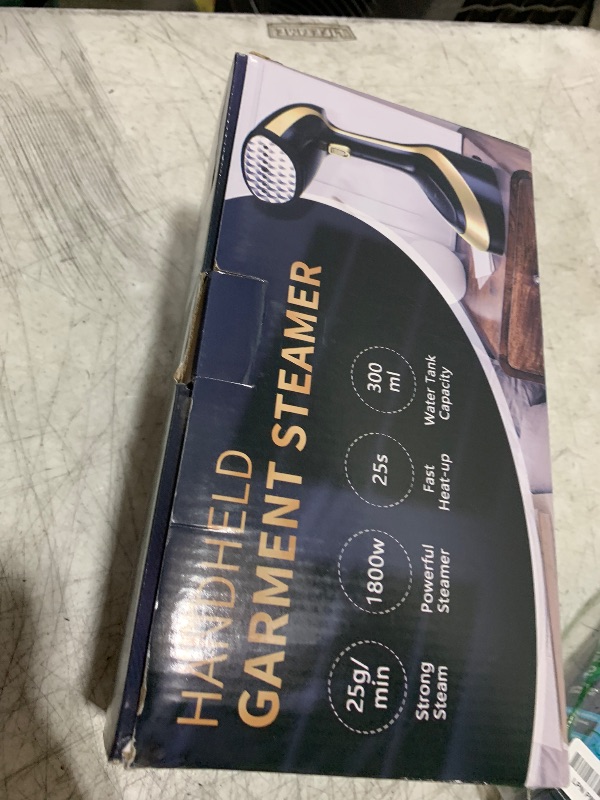 HANDHELD
GARMENT STEAMER
25g/
min
Strong
Steam
1800w
Powerful
Steamer
25s
Fast
Heat-up
300
ml
Water Tank
Capacity
LIFETIME